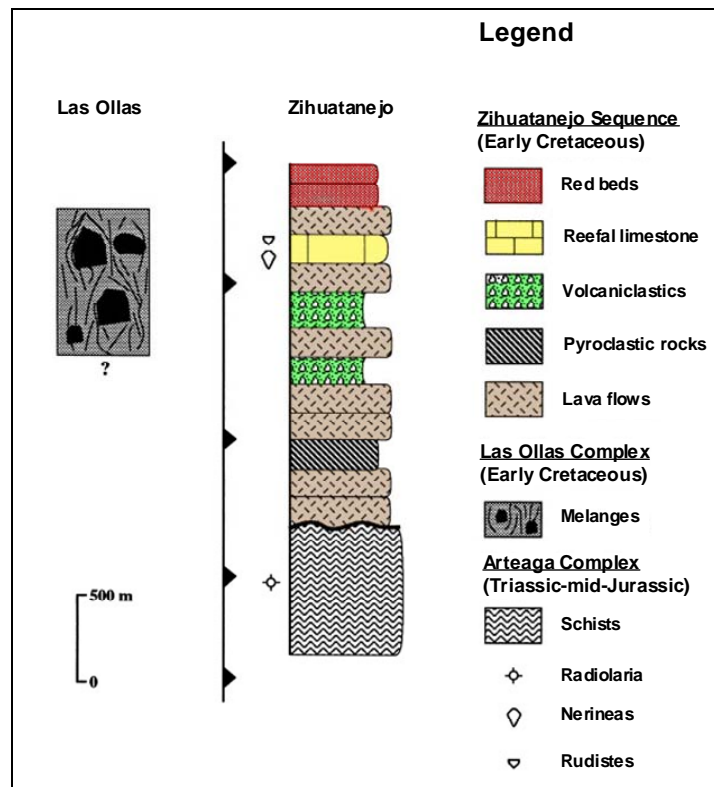 Legend
Las Ollas
Zihuatanejo
?
500 m
0
Zihuatanejo Sequence
(Early Cretaceous)
Red beds
Reefal limestone
Volcaniclastics
Pyroclastic rocks
Lava flows
Las Ollas Complex
(Early Cretaceous)
Melanges
Arteaga Complex
(Triassic-mid-Jurassic)
Schists
Radiolaria
Nerineas
Rudistes